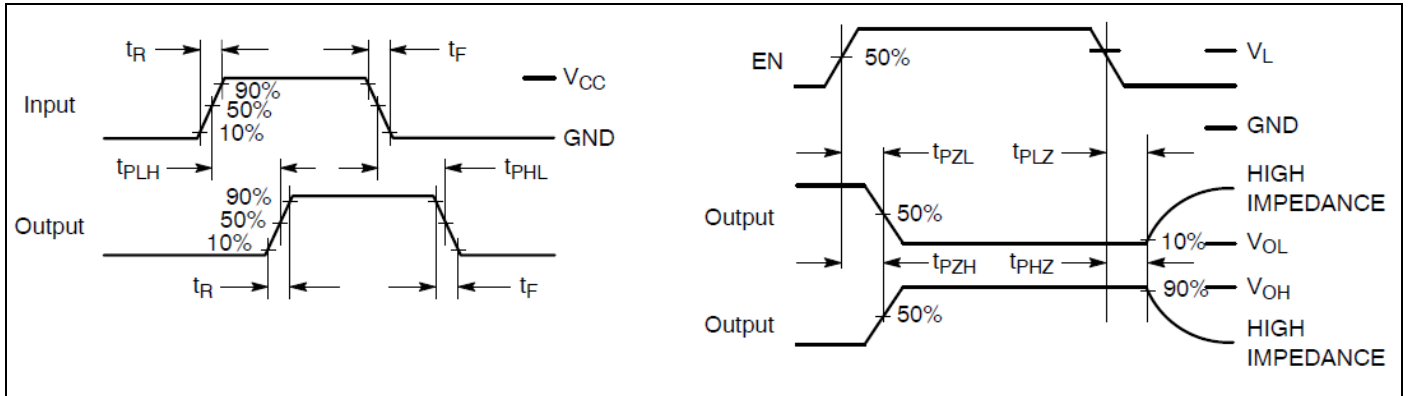 tR
tF
Input
90%
50%
10%
VCC
GND
tPLH
tPHL
Output
90%
50%
10%
tR
tF
EN
50%
VL
GND
tPZL
tPLZ
HIGH
IMPEDANCE
Output
50%
10%
VOL
tPZH
tPHZ
90%
VOH
Output
50%
HIGH
IMPEDANCE